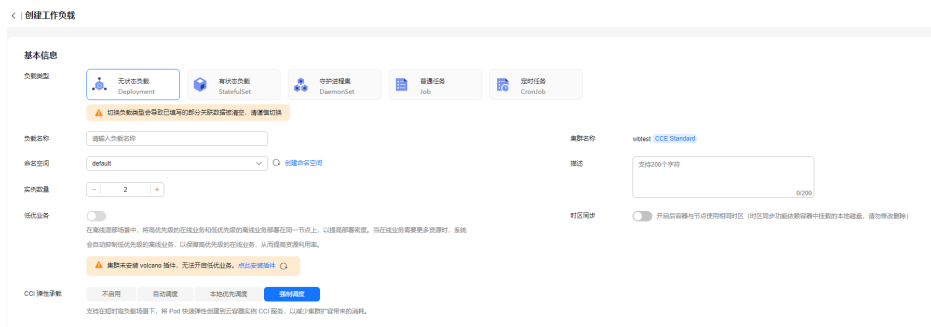 < | 创建工作负载
基本信息
负载类型
无状态负载
Deployment
有状态负载
StatefulSet
守护进程集
DaemonSet
普通任务
Job
定时任务
CronJob
切换负载类型会导致已填写的部分关联数据被清空，请谨慎切换
负载名称
请输入负载名称
集群名称
wbtest CCE Standard
命名空间
default
创建命名空间
描述
支持200个字符
0/200
实例数量
- 2 +
低优业务
在离线混部场景中，将高优先级的在线业务和低优先级的离线业务部署在同一节点上，以提高部署密度。当在线业务需要更多资源时，系统
会自动抑制低优先级的离线业务，以保障高优先级的在线业务，从而提高资源利用率。
集群未安装 volcano 插件，无法开启低优业务。点此安装插件
时区同步
开启后容器与节点使用相同时区（时区同步功能依赖容器中挂载的本地磁盘，请勿修改删除）
CCI 弹性承载
不启用
自动调度
本地优先调度
强制调度
支持在短时高负载场景下，将 Pod 快速弹性创建到云容器实例 CCI 服务，以减少集群扩容带来的消耗。